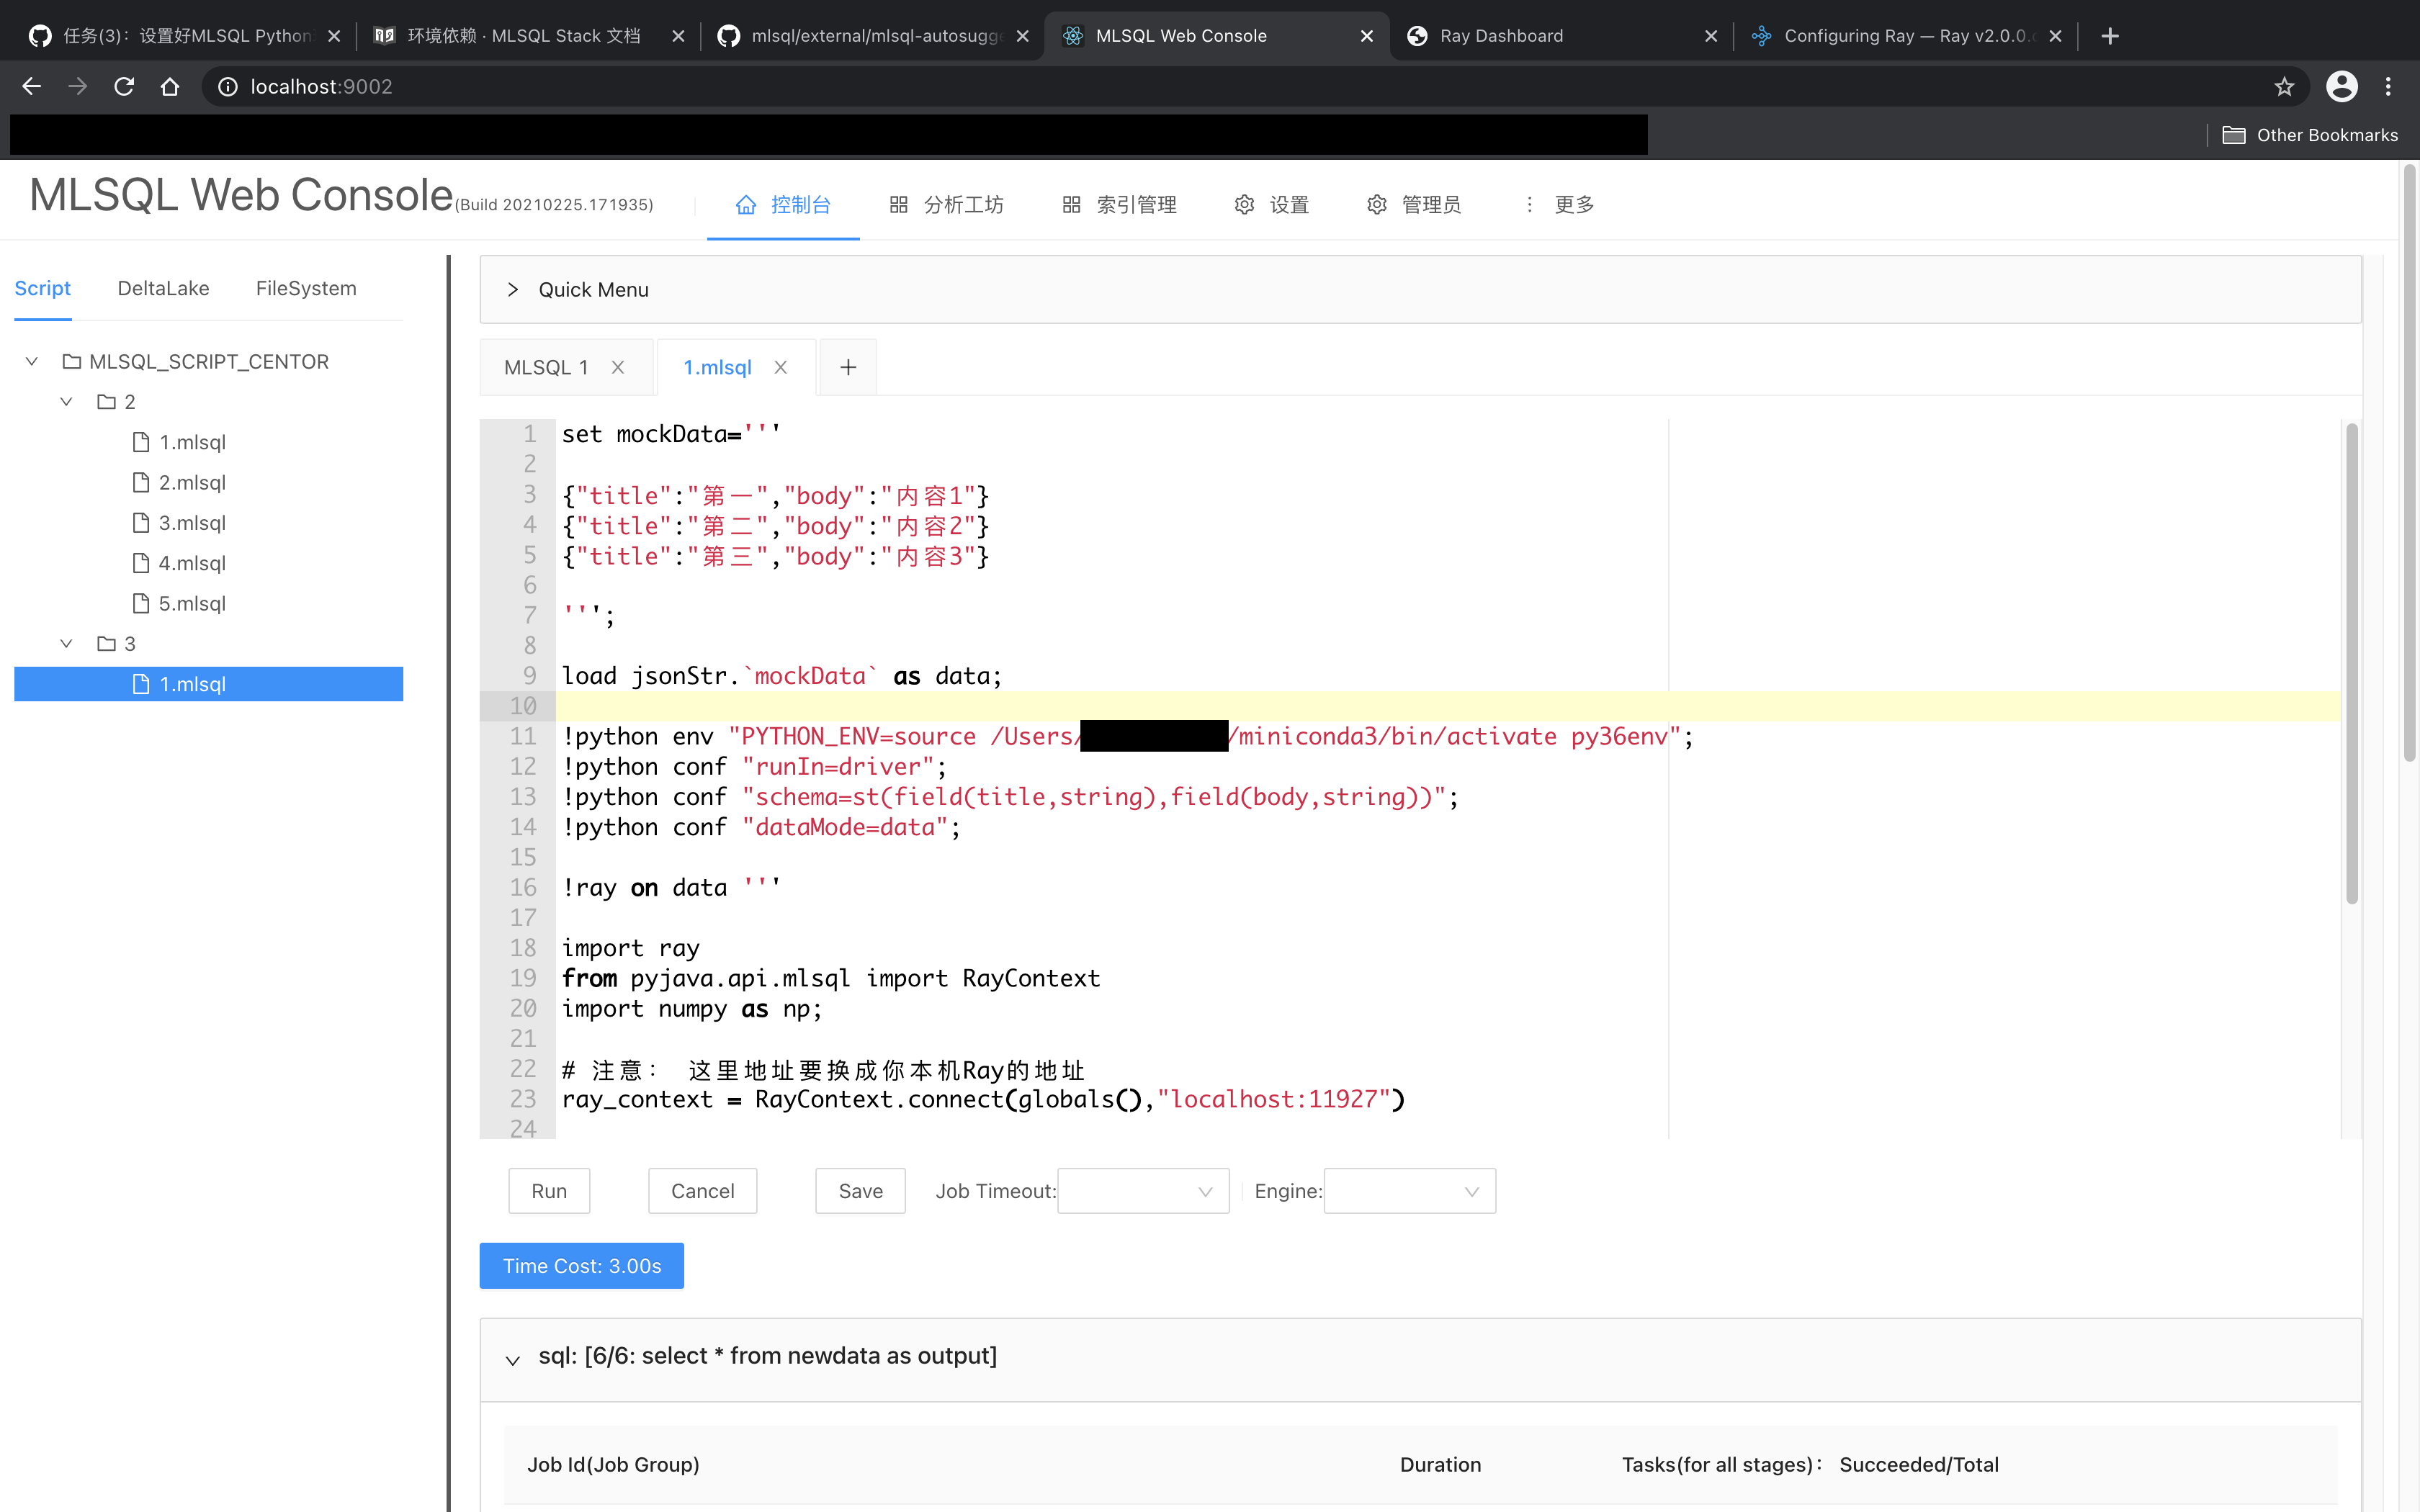 任务(3)：设置好MLSQL Python
环境依赖 · MLSQL Stack 文档
mlsql/external/mlsql-autosugge
MLSQL Web Console
Ray Dashboard
Configuring Ray — Ray v2.0.0.
localhost:9002
Other Bookmarks
MLSQL Web Console(Build 20210225.171935)
控制台
分析工坊
索引管理
设置
管理员
更多
Script
DeltaLake
FileSystem
MLSQL_SCRIPT_CENTOR
2
1.mlsql
2.mlsql
3.mlsql
4.mlsql
5.mlsql
3
1.mlsql
Quick Menu
MLSQL 1
1.mlsql
1 set mockData='''
2
3 {"title":"第一","body":"内容1"}
4 {"title":"第二","body":"内容2"}
5 {"title":"第三","body":"内容3"}
6
7 ''';
8
9 load jsonStr.`mockData` as data;
10
11 !python env "PYTHON_ENV=source /Users/ /miniconda3/bin/activate py36env";
12 !python conf "runIn=driver";
13 !python conf "schema=st(field(title,string),field(body,string))";
14 !python conf "dataMode=data";
15
16 !ray on data '''
17
18 import ray
19 from pyjava.api.mlsql import RayContext
20 import numpy as np;
21
22 # 注意： 这里地址要换成你本机Ray的地址
23 ray_context = RayContext.connect(globals(),"localhost:11927")
24
Run
Cancel
Save
Job Timeout:
Engine:
Time Cost: 3.00s
sql: [6/6: select * from newdata as output]
Job Id(Job Group)
Duration
Tasks(for all stages)： Succeeded/Total